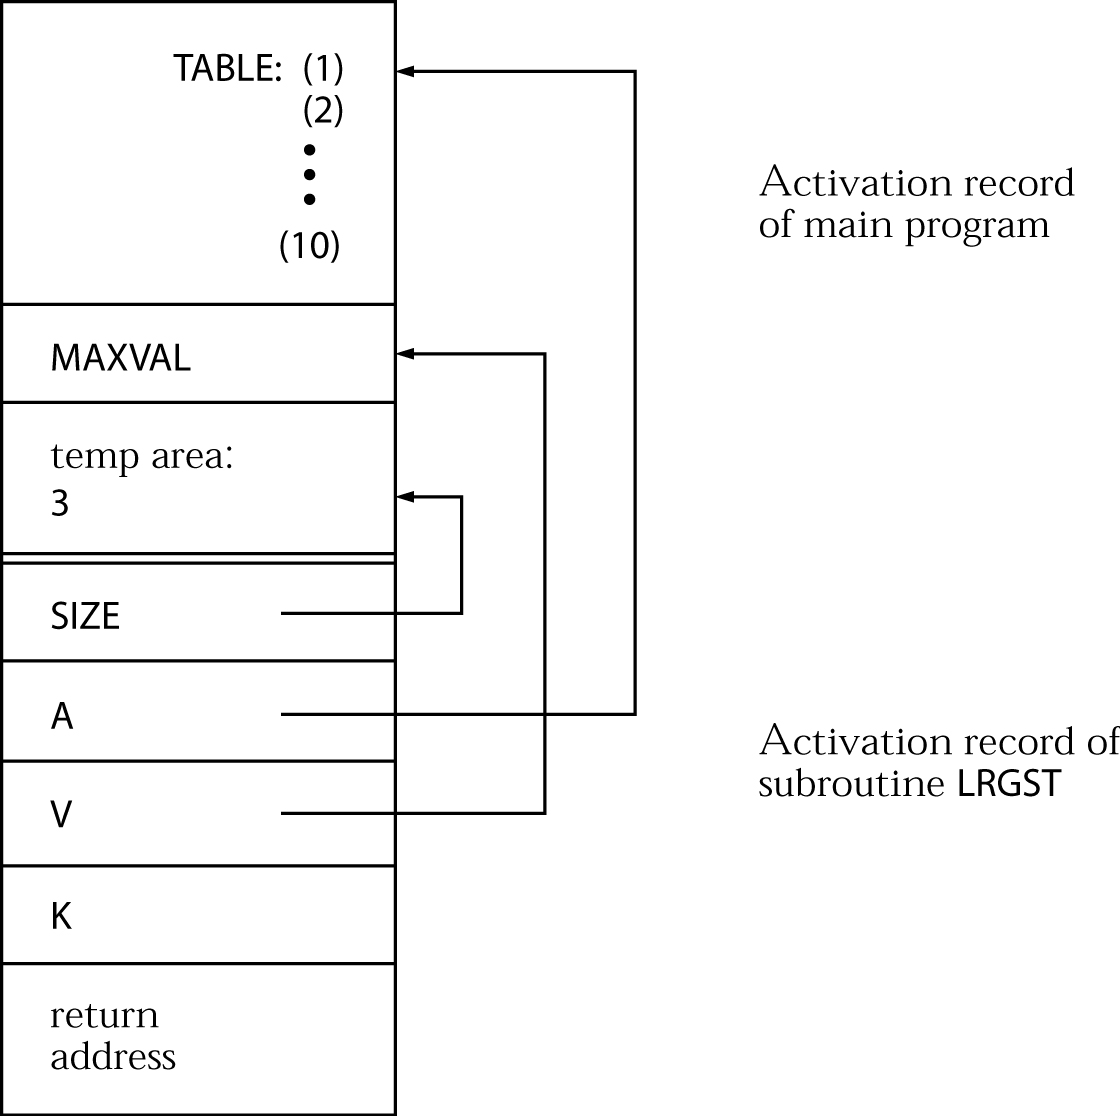 TABLE: (1)
(2)
(10)
Activation record
of main program
MAXVAL
temp area:
3
SIZE
A
V
K
return
address
Activation record of
subroutine LRGST